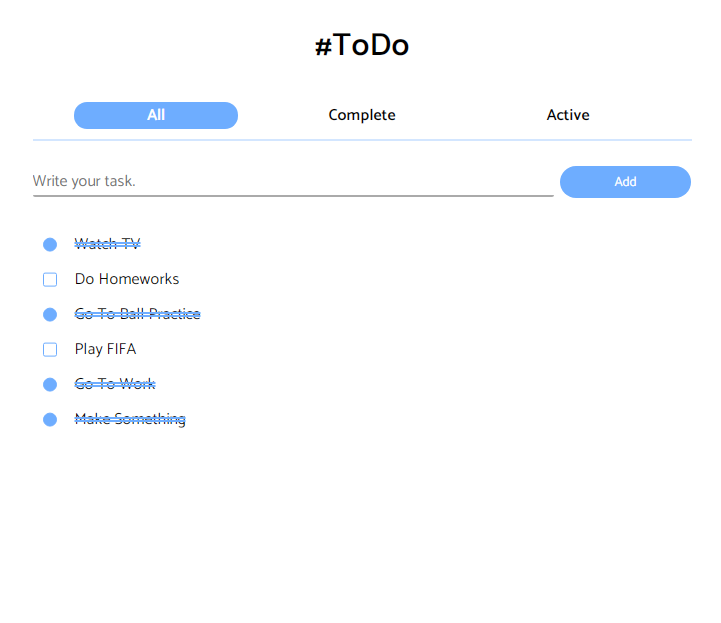 #ToDo
All Complete Active
Write your task. Add
Watch TV
Do Homeworks
Go To Ball Practice
Play FIFA
Go To Work
Make Something